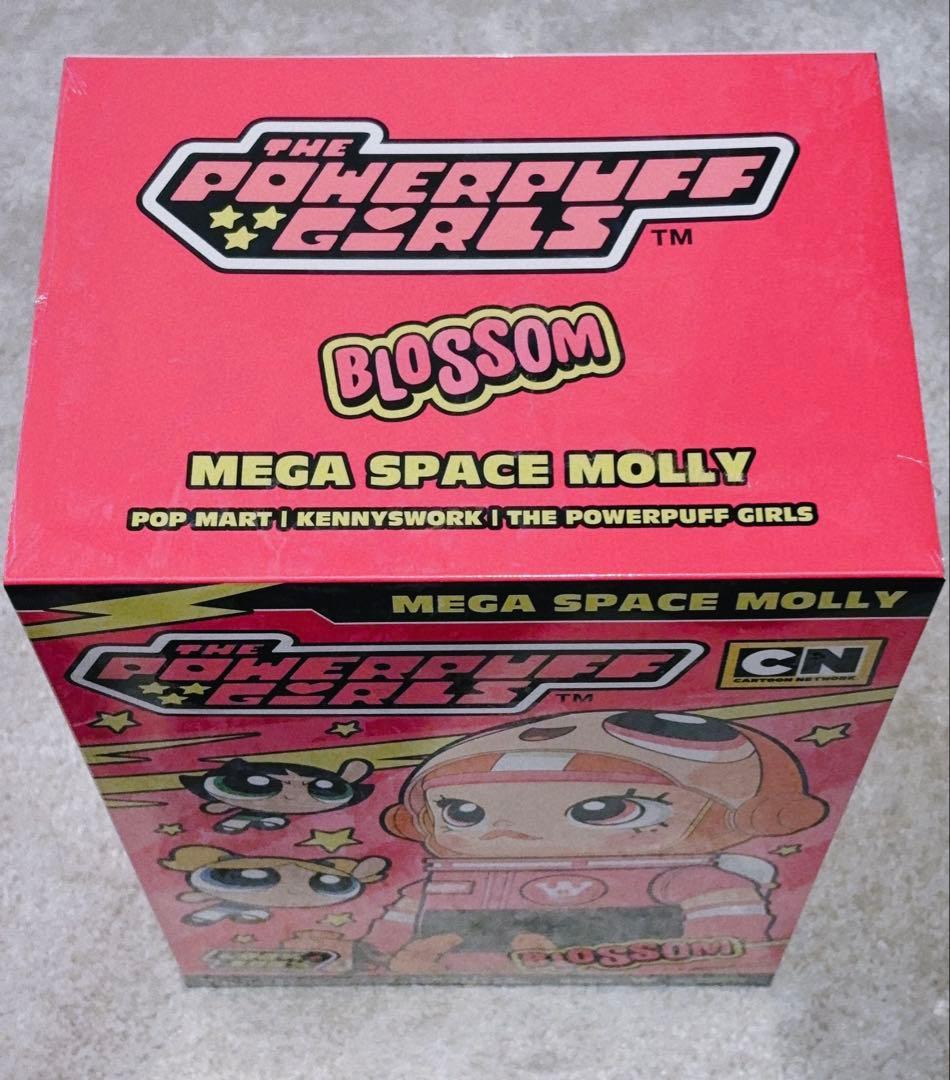 THE
POWERPUFF
GIRLS
TM
BLOSSOM
MEGA SPACE MOLLY
POP MART | KENNYSWORK | THE POWERPUFF GIRLS
MEGA SPACE MOLLY
THE
POWERPUFF
GIRLS
TM
CN
CARTOON NETWORK
W
BLOSSOM